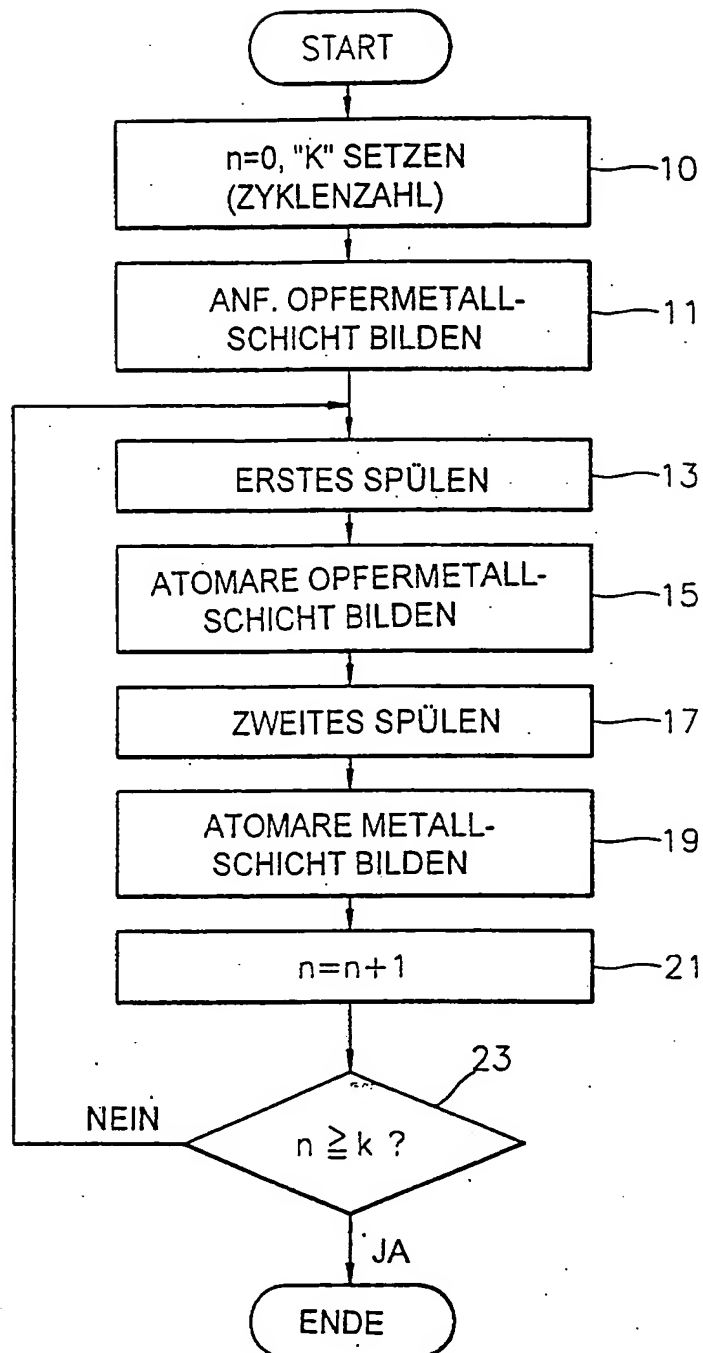 START
n=0, "K" SETZEN
(ZYKLENZAHL)
10
ANF. OPFERMETALL-
SCHICHT BILDEN
11
ERSTES SPÜLEN
13
ATOMARE OPFERMETALL-
SCHICHT BILDEN
15
ZWEITES SPÜLEN
17
ATOMARE METALL-
SCHICHT BILDEN
19
n=n+1
21
23
NEIN
n ≧ k ?
JA
ENDE